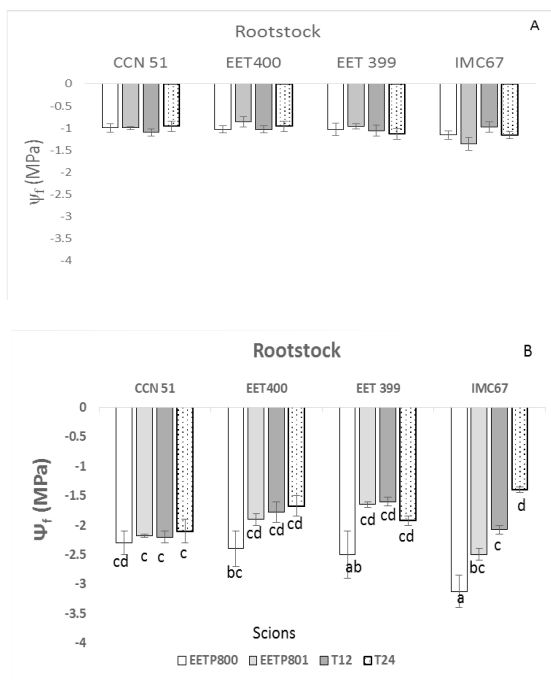 A
Rootstock
CCN 51 EET400 EET 399 IMC67
0
-0.5
-1
-1.5
-2
-2.5
-3
-3.5
-4
Ψf (MPa)
B
Rootstock
CCN 51 EET400 EET 399 IMC67
0
-0.5
-1
-1.5
-2
-2.5
-3
-3.5
-4
Ψf (MPa)
cd c c c bc cd cd cd ab cd cd cd a bc c d
Scions
EETP800 EETP801 T12 T24